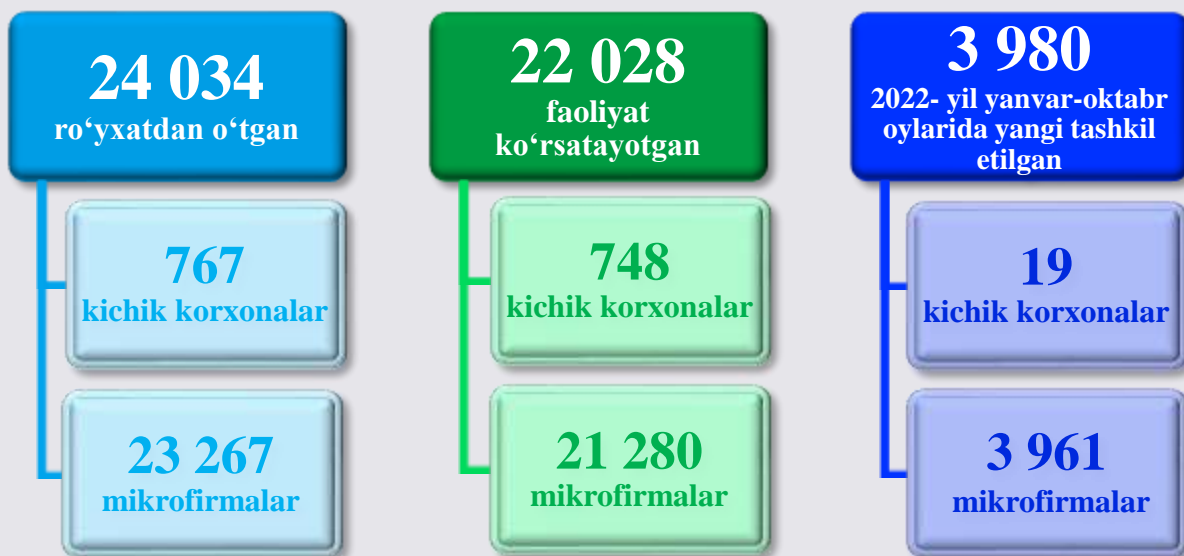 24 034
ro‘yxatdan o‘tgan
767
kichik korxonalar
23 267
mikrofirmalar
22 028
faoliyat
ko‘rsatayotgan
748
kichik korxonalar
21 280
mikrofirmalar
3 980
2022- yil yanvar-oktabr
oylarida yangi tashkil
etilgan
19
kichik korxonalar
3 961
mikrofirmalar